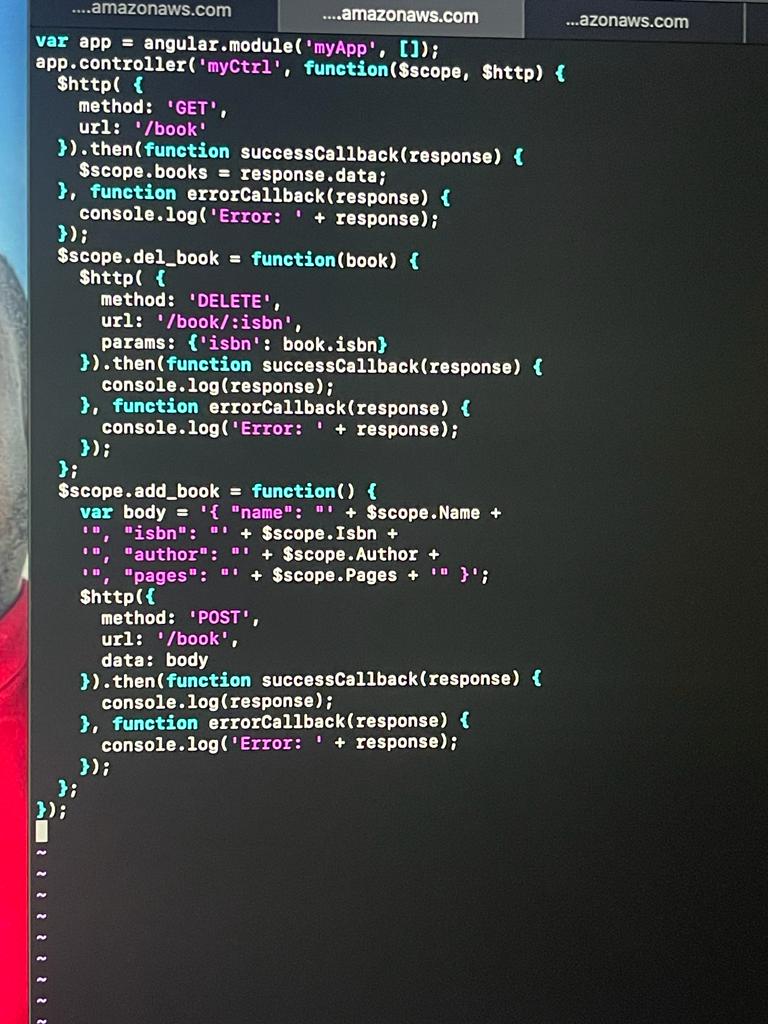 ....amazonaws.com
....amazonaws.com
...azonaws.com
var app = angular.module('myApp', []);
app.controller('myCtrl', function($scope, $http) {
  $http( {
    method: 'GET',
    url: '/book'
  }).then(function successCallback(response) {
    $scope.books = response.data;
  }, function errorCallback(response) {
    console.log('Error: ' + response);
  });
  $scope.del_book = function(book) {
    $http( {
      method: 'DELETE',
      url: '/book/:isbn',
      params: {'isbn': book.isbn}
    }).then(function successCallback(response) {
      console.log(response);
    }, function errorCallback(response) {
      console.log('Error: ' + response);
    });
  };
  $scope.add_book = function() {
    var body = '{ "name": "' + $scope.Name +
    '", "isbn": "' + $scope.Isbn +
    '", "author": "' + $scope.Author +
    '", "pages": "' + $scope.Pages + '" }';
    $http({
      method: 'POST',
      url: '/book',
      data: body
    }).then(function successCallback(response) {
      console.log(response);
    }, function errorCallback(response) {
      console.log('Error: ' + response);
    });
  };
});
~
~
~
~
~
~
~
~
~